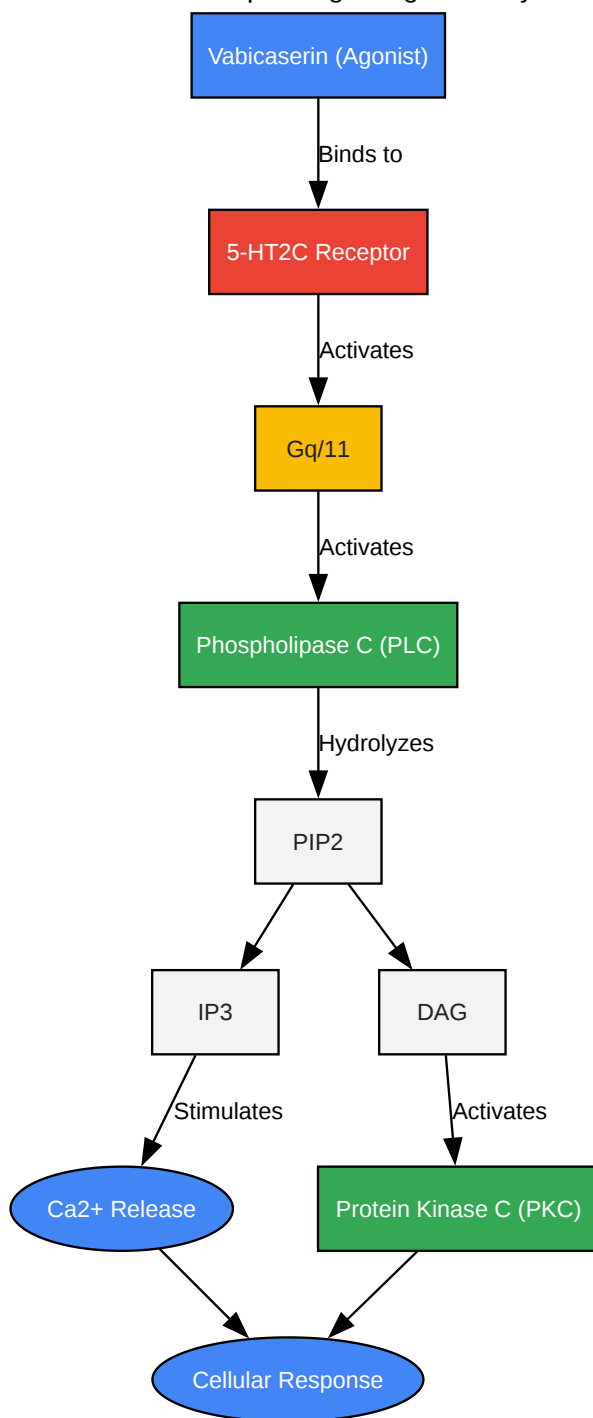 Vabicaserin (Agonist)
Binds to
5-HT2C Receptor
Activates
Gq/11
Activates
Phospholipase C (PLC)
Hydrolyzes
PIP2
IP3
DAG
Stimulates
Activates
Ca2+ Release
Protein Kinase C (PKC)
Cellular Response